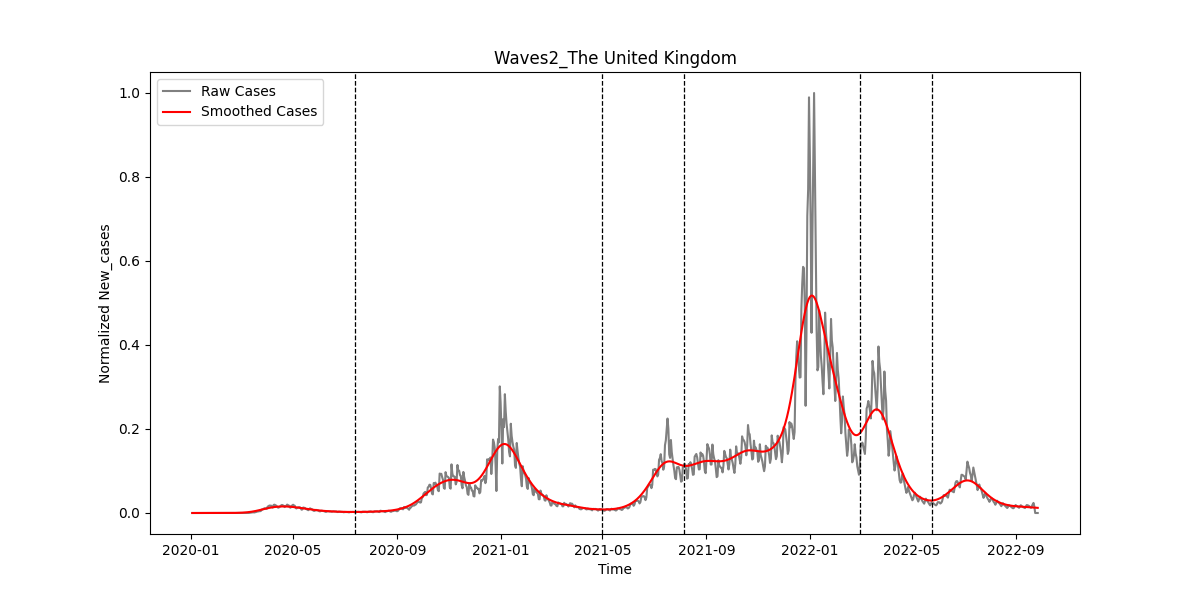 Waves2_The United Kingdom
Raw Cases
Smoothed Cases
Normalized New_cases
1.0
0.8
0.6
0.4
0.2
0.0
2020-01 2020-05 2020-09 2021-01 2021-05 2021-09 2022-01 2022-05 2022-09
Time